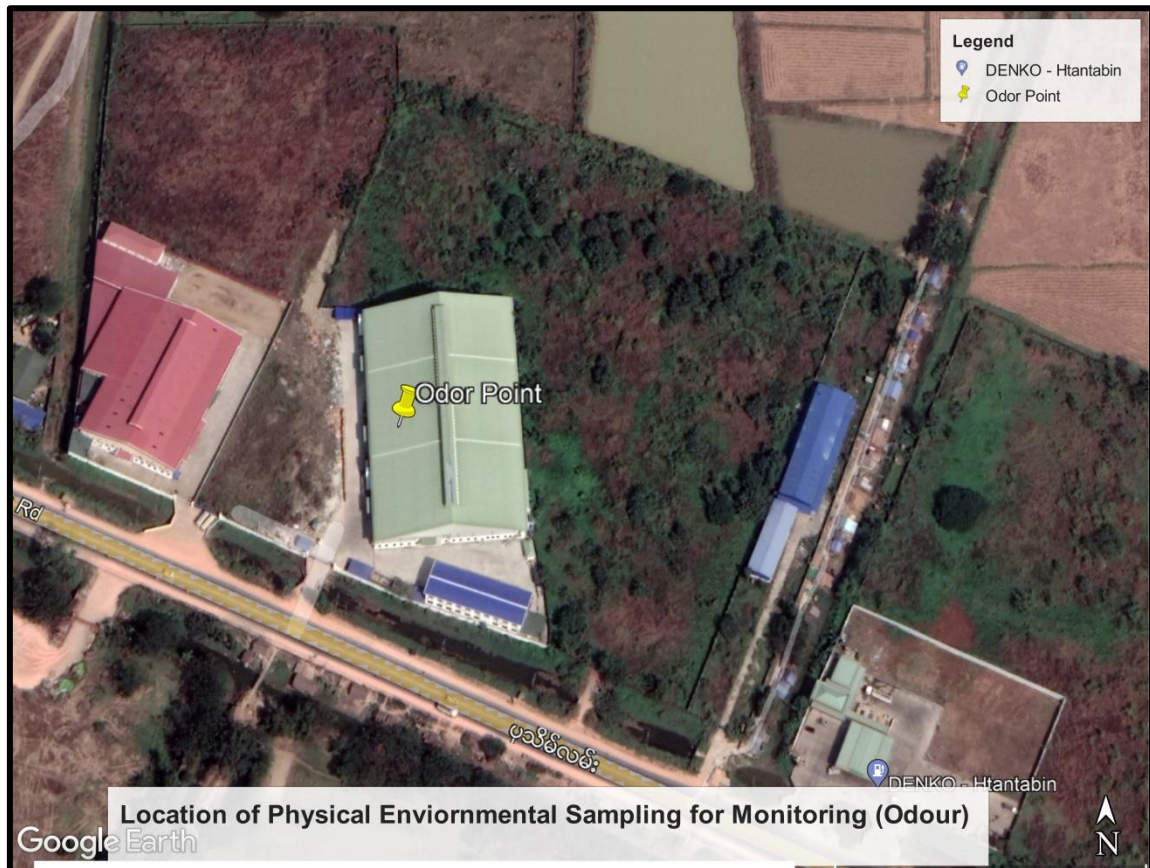 Legend
DENKO - Htantabin
Odor Point
Odor Point
Rd
ပုသိမ်လမ်း
DENKO - Htantabin
Location of Physical Enviornmental Sampling for Monitoring (Odour)
Google Earth
N